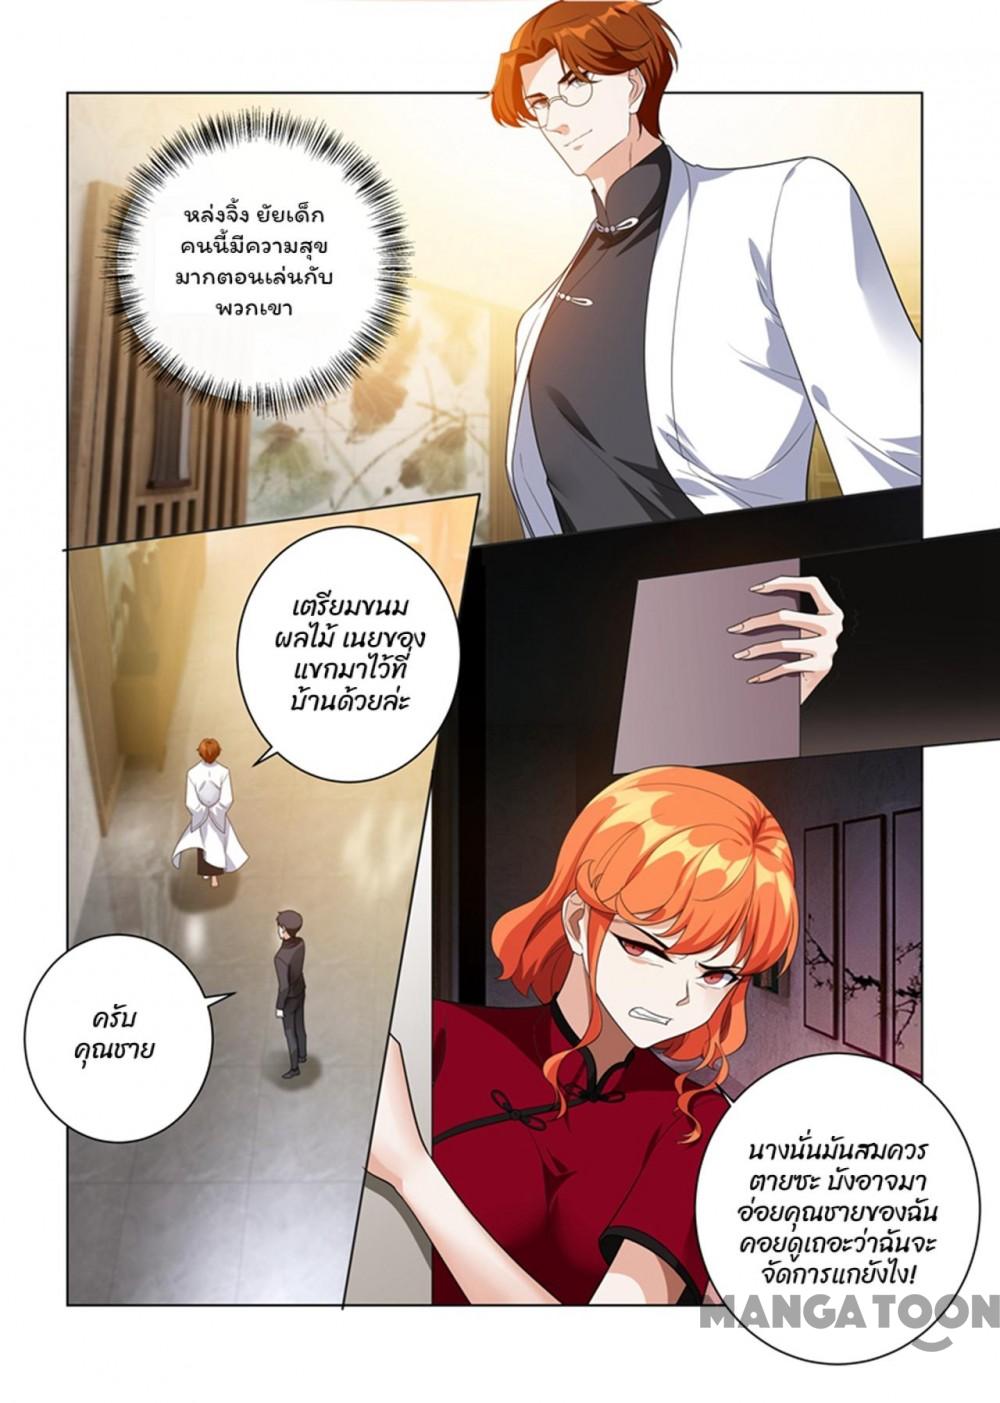 หล่งจิ้ง ยัยเด็ก
คนนี้มีความสุข
มากตอนเล่นกับ
พวกเขา
เตรียมขนม
ผลไม้ เนยของ
แขกมาไว้ที่
บ้านด้วยล่ะ
ครับ
คุณชาย
นางนั่นมันสมควร
ตายซะ บังอาจมา
อ่อยคุณชายของฉัน
คอยดูเถอะว่าฉันจะ
จัดการแกยังไง!
MANGATOON